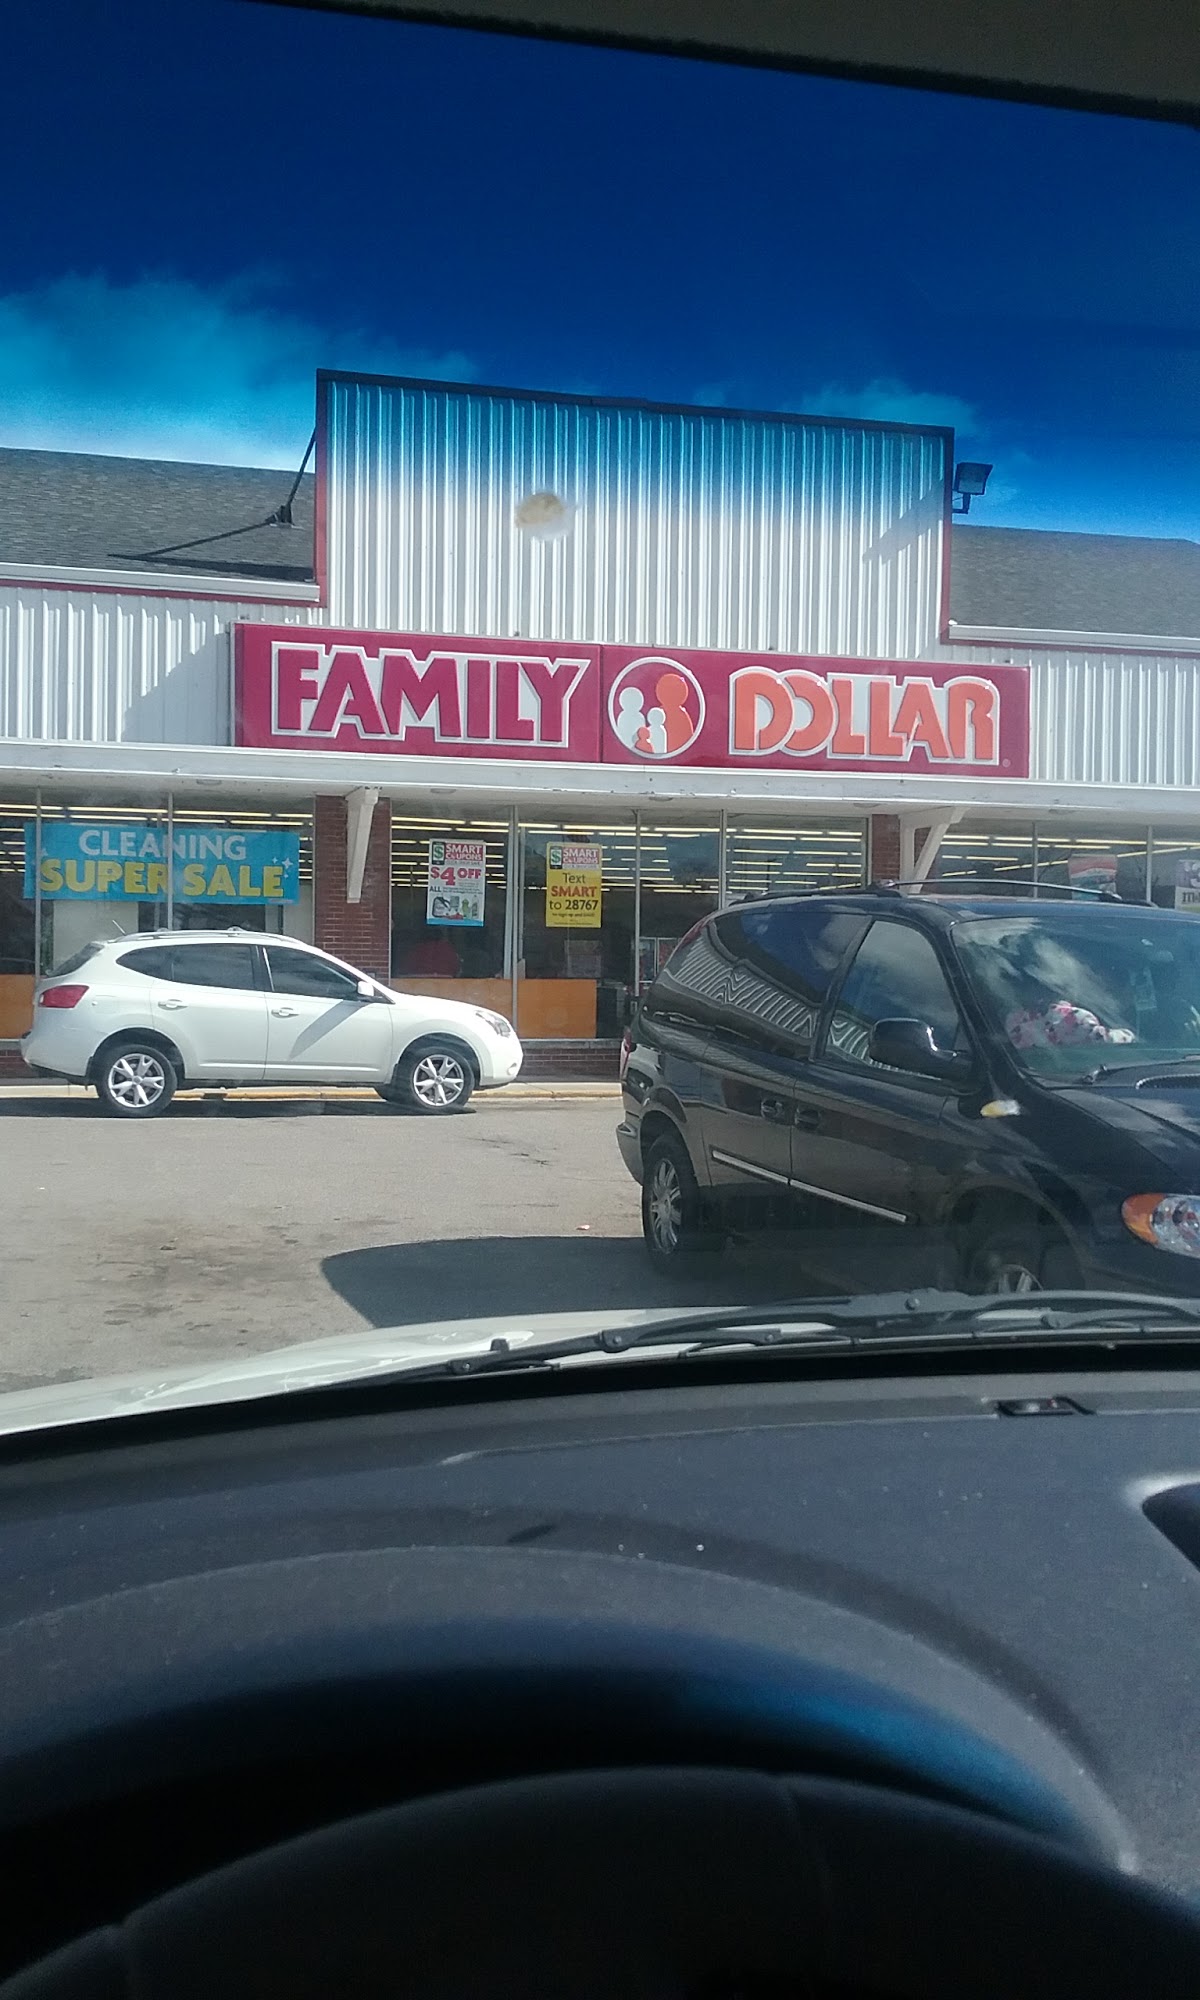 FAMILY DOLLAR
CLEANING
SUPER SALE
SMART
COUPONS
$4 OFF
ALL
SMART
COUPONS
Text
SMART
to 28767